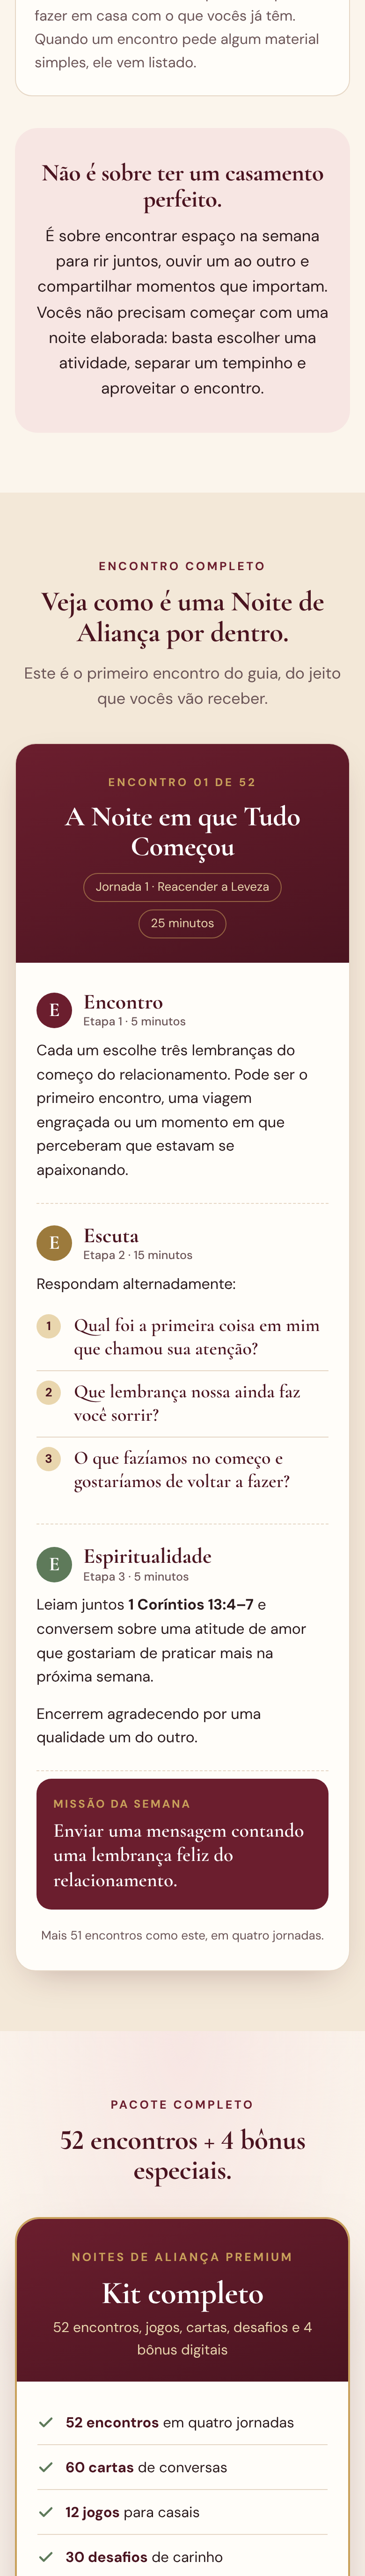 fazer em casa com o que vocês já têm.
Quando um encontro pede algum material
simples, ele vem listado.
Não é sobre ter um casamento
perfeito.
É sobre encontrar espaço na semana
para rir juntos, ouvir um ao outro e
compartilhar momentos que importam.
Vocês não precisam começar com uma
noite elaborada: basta escolher uma
atividade, separar um tempinho e
aproveitar o encontro.
ENCONTRO COMPLETO
Veja como é uma Noite de
Aliança por dentro.
Este é o primeiro encontro do guia, do jeito
que vocês vão receber.
ENCONTRO 01 DE 52
A Noite em que Tudo
Começou
Jornada 1 · Reacender a Leveza
25 minutos
E
Encontro
Etapa 1 · 5 minutos
Cada um escolhe três lembranças do
começo do relacionamento. Pode ser o
primeiro encontro, uma viagem
engraçada ou um momento em que
perceberam que estavam se
apaixonando.
E
Escuta
Etapa 2 · 15 minutos
Respondam alternadamente:
1 Qual foi a primeira coisa em mim
que chamou sua atenção?
2 Que lembrança nossa ainda faz
você sorrir?
3 O que fazíamos no começo e
gostaríamos de voltar a fazer?
E
Espiritualidade
Etapa 3 · 5 minutos
Leiam juntos 1 Coríntios 13:4–7 e
conversem sobre uma atitude de amor
que gostariam de praticar mais na
próxima semana.
Encerrem agradecendo por uma
qualidade um do outro.
MISSÃO DA SEMANA
Enviar uma mensagem contando
uma lembrança feliz do
relacionamento.
Mais 51 encontros como este, em quatro jornadas.
PACOTE COMPLETO
52 encontros + 4 bônus
especiais.
NOITES DE ALIANÇA PREMIUM
Kit completo
52 encontros, jogos, cartas, desafios e 4
bônus digitais
52 encontros em quatro jornadas
60 cartas de conversas
12 jogos para casais
30 desafios de carinho